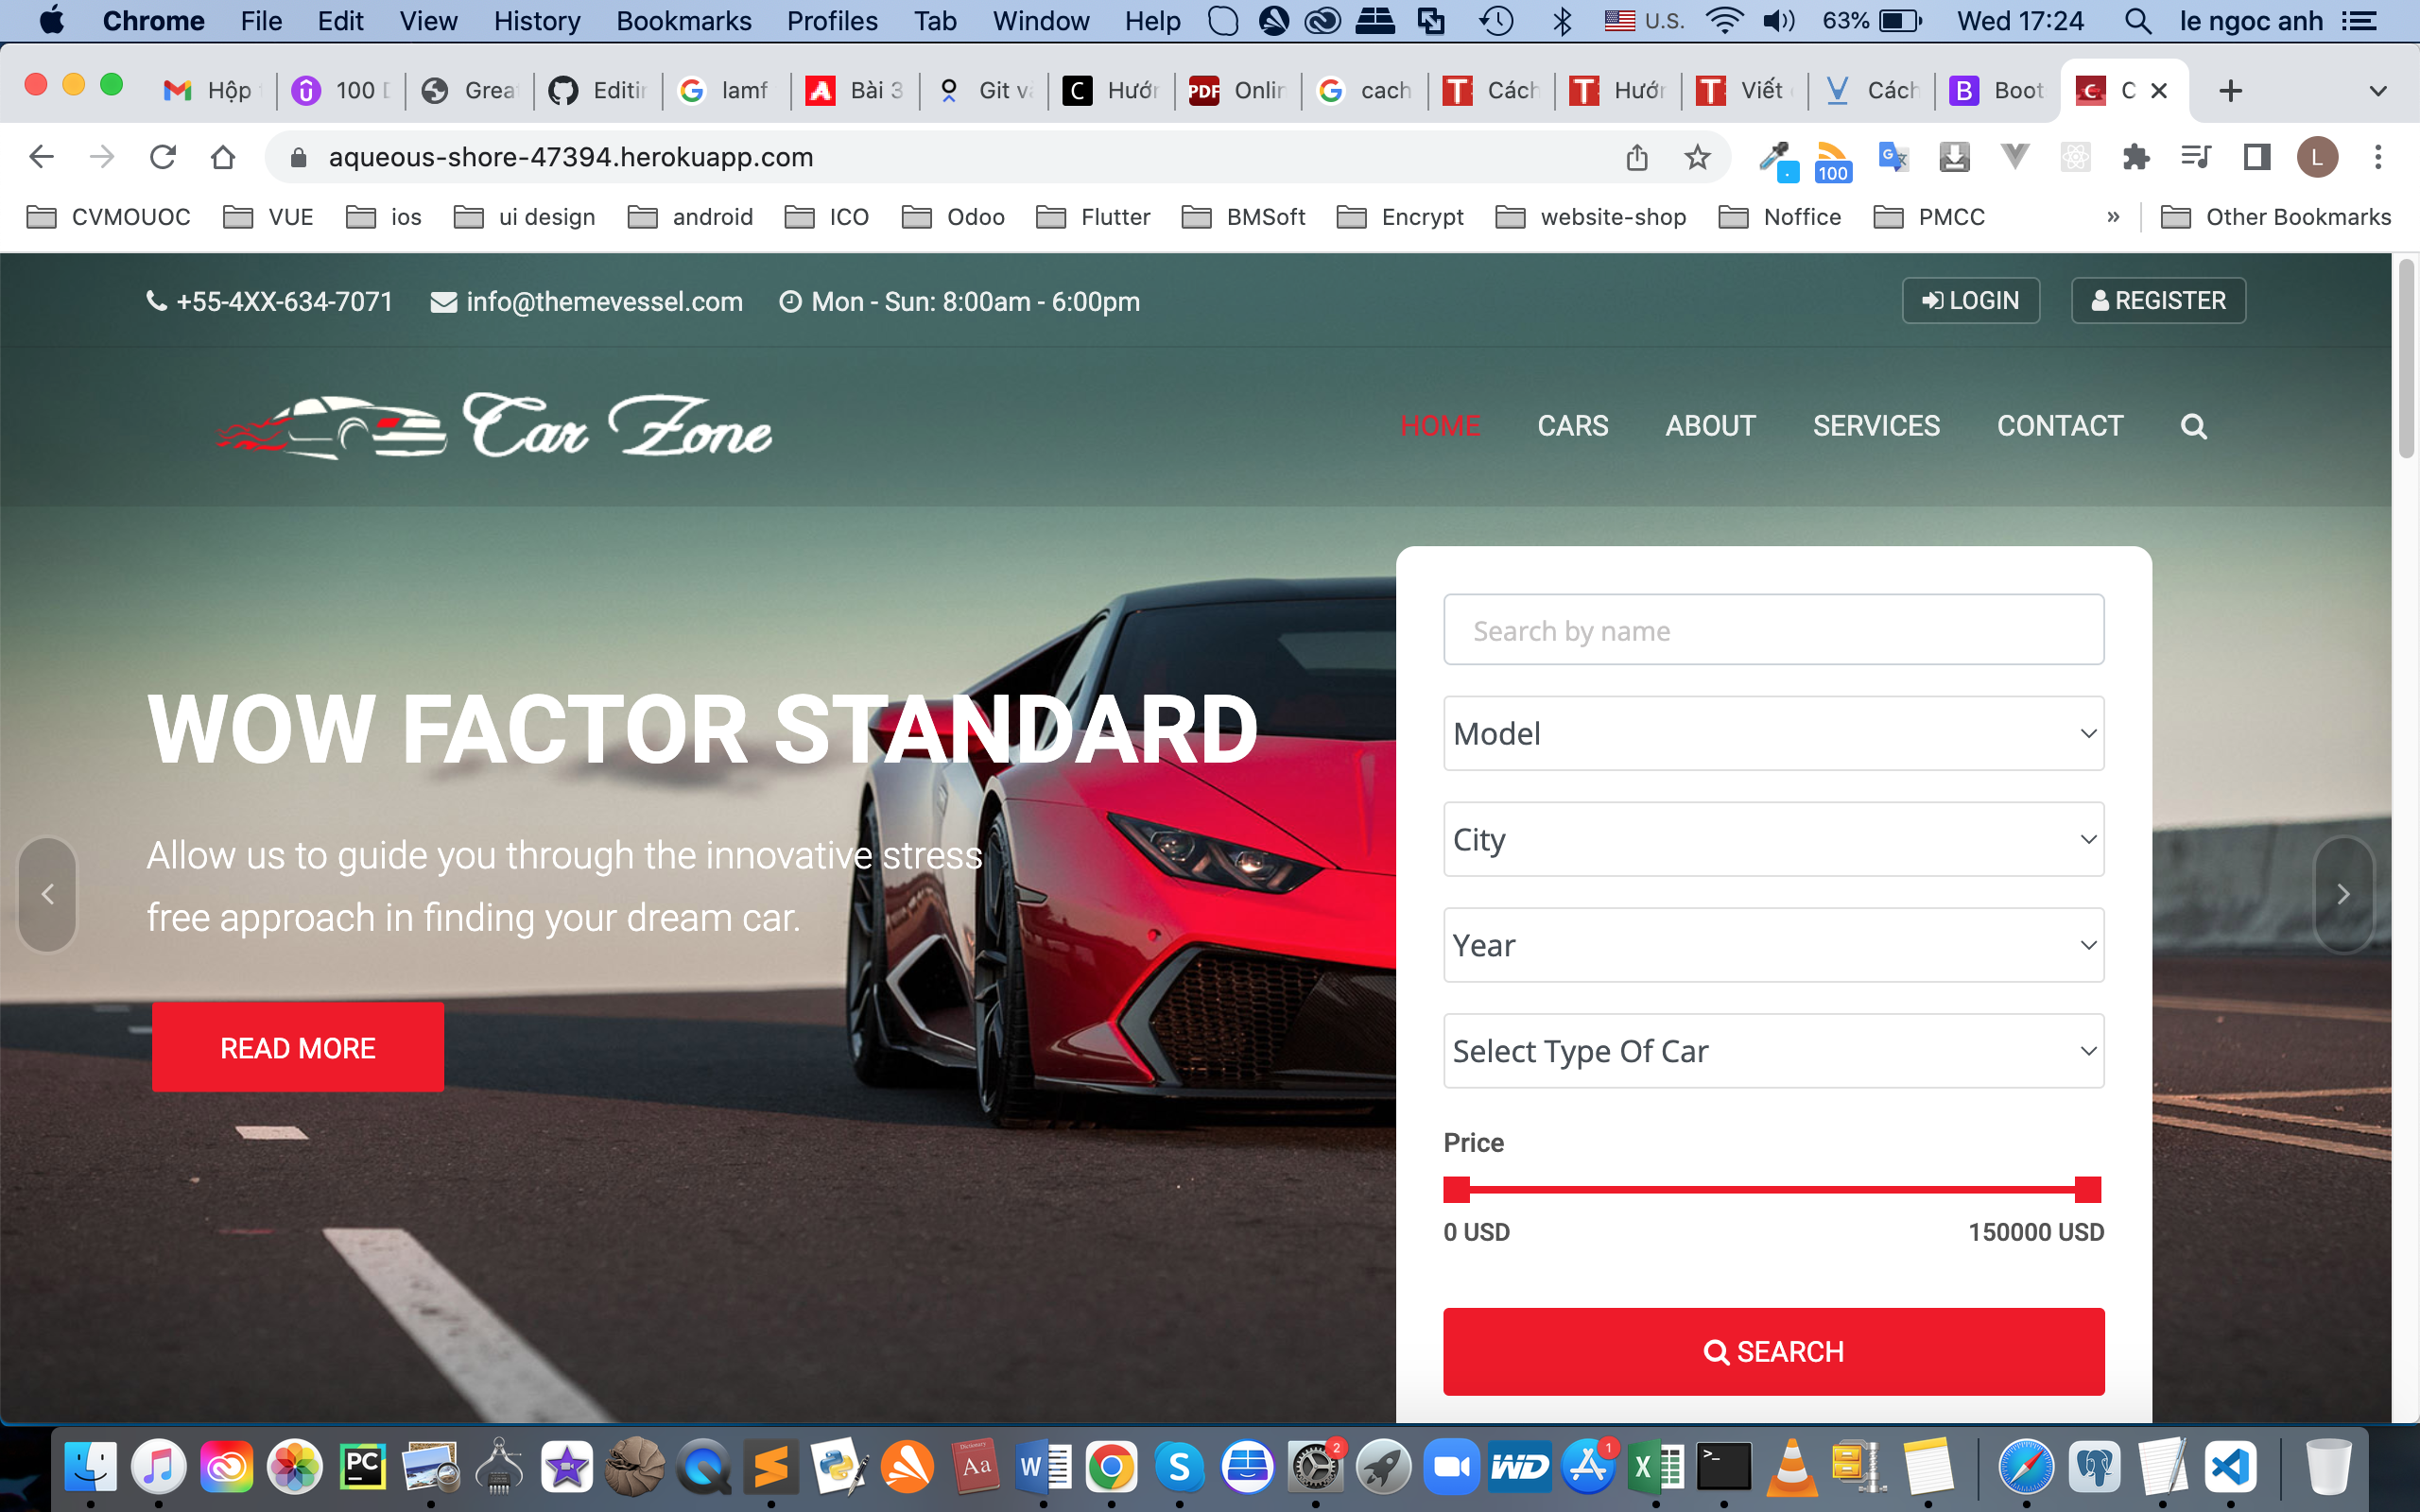 Chrome File Edit View History Bookmarks Profiles Tab Window Help U.S. 63% Wed 17:24 le ngoc anh
Hộp 100 Grea Editi lamf Bài 3 Git và Hướn Onlin cach Cách Hướn Viết Cách Boot C
aqueous-shore-47394.herokuapp.com 100 L
CVMOUOC VUE ios ui design android ICO Odoo Flutter BMSoft Encrypt website-shop Noffice PMCC » Other Bookmarks
+55-4XX-634-7071 info@themevessel.com Mon - Sun: 8:00am - 6:00pm LOGIN REGISTER
Car Zone HOME CARS ABOUT SERVICES CONTACT
WOW FACTOR STANDARD
Allow us to guide you through the innovative stress
free approach in finding your dream car.
READ MORE
Search by name
Model
City
Year
Select Type Of Car
Price
0 USD 150000 USD
SEARCH